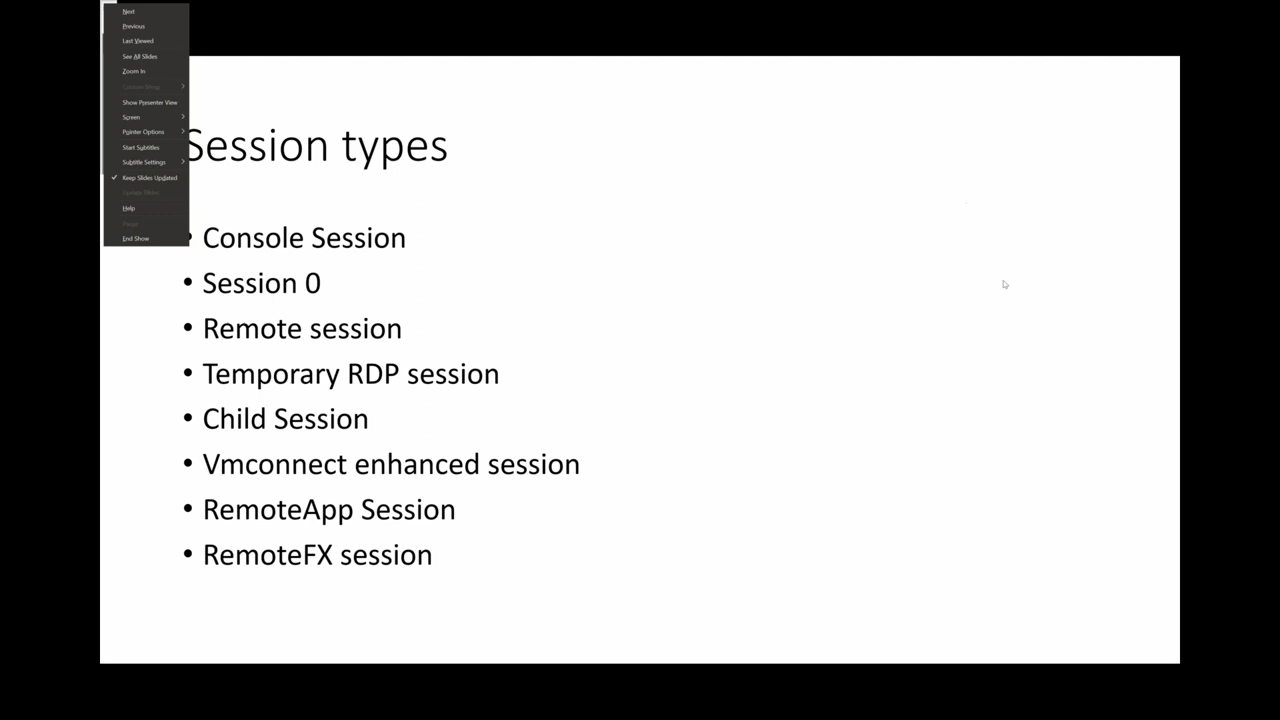 Next
Previous
Last Viewed
See All Slides
Zoom In
Show Presenter View
Screen
Pointer Options
Start Subtitles
Subtitle Settings
Keep Slides Updated
Help
End Show
Session types
• Console Session
• Session 0
• Remote session
• Temporary RDP session
• Child Session
• Vmconnect enhanced session
• RemoteApp Session
• RemoteFX session